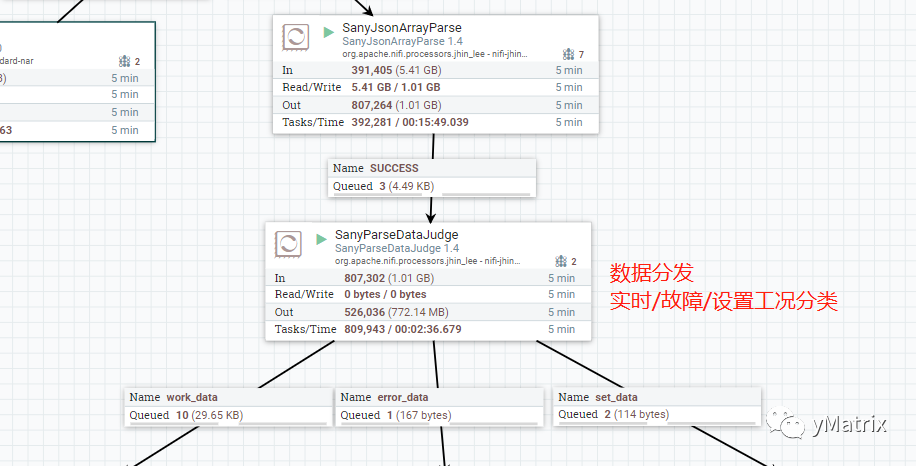 SanyJsonArrayParse
SanyJsonArrayParse 1.4
org.apache.nifi.processors.jhin_lee - nifi-jhin...
7
In 391,405 (5.41 GB) 5 min
Read/Write 5.41 GB / 1.01 GB 5 min
Out 807,264 (1.01 GB) 5 min
Tasks/Time 392,281 / 00:15:49.039 5 min
dard-nar
2
5 min
5 min
5 min
63 5 min
Name SUCCESS
Queued 3 (4.49 KB)
SanyParseDataJudge
SanyParseDataJudge 1.4
org.apache.nifi.processors.jhin_lee - nifi-jhin...
2
In 807,302 (1.01 GB) 5 min
Read/Write 0 bytes / 0 bytes 5 min
Out 526,036 (772.14 MB) 5 min
Tasks/Time 809,943 / 00:02:36.679 5 min
数据分发
实时/故障/设置工况分类
Name work_data
Queued 10 (29.65 KB)
Name error_data
Queued 1 (167 bytes)
Name set_data
Queued 2 (114 bytes)
yMatrix